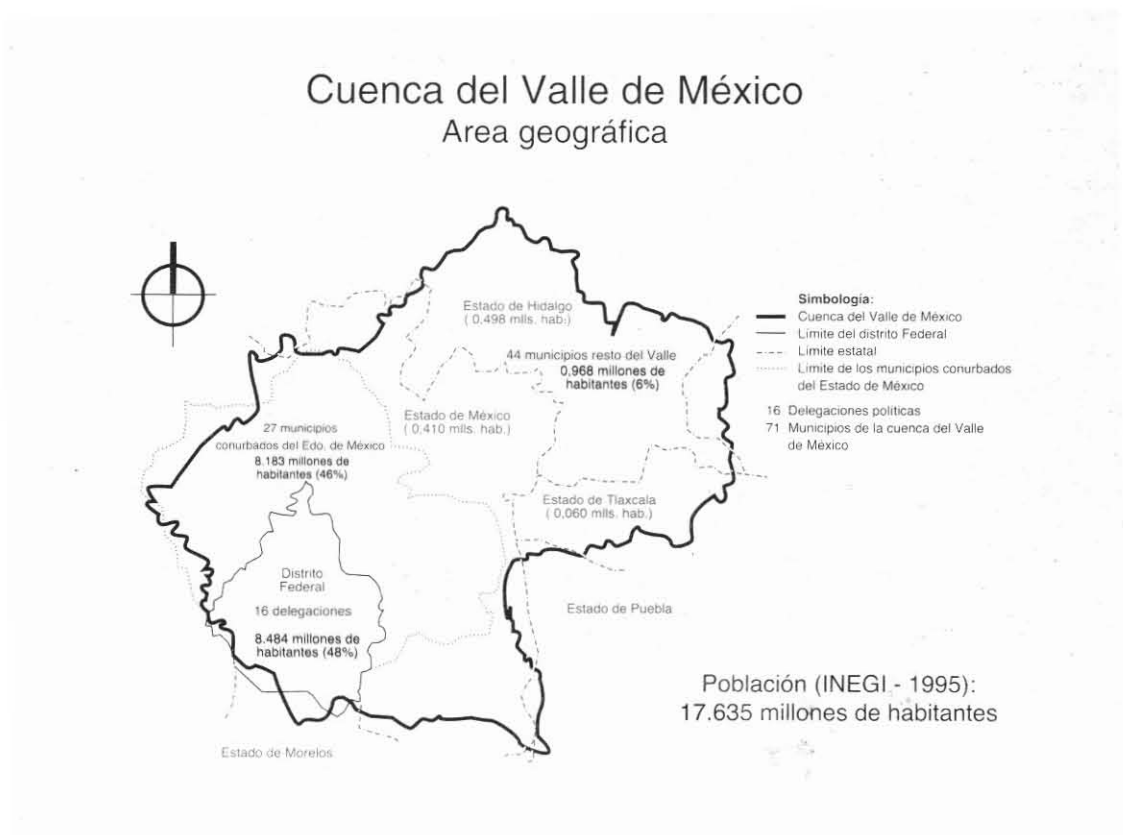 Cuenca del Valle de México
Area geográfica
Estado de Hidalgo
( 0,498 mlls. hab.)
44 municipios resto del Valle
0,968 millones de
habitantes (6%)
Estado de México
( 0,410 mlls. hab.)
27 municipios
conurbados del Edo. de México
8.183 millones de
habitantes (46%)
Estado de Tlaxcala
( 0,060 mlls. hab.)
Distrito
Federal
16 delegaciones
8.484 millones de
habitantes (48%)
Estado de Puebla
Estado de Morelos
Simbología:
Cuenca del Valle de México
Limite del distrito Federal
Limite estatal
Limite de los municipios conurbados
del Estado de México
16 Delegaciones políticas
71 Municipios de la cuenca del Valle
de México
Población (INEGI - 1995):
17.635 millones de habitantes